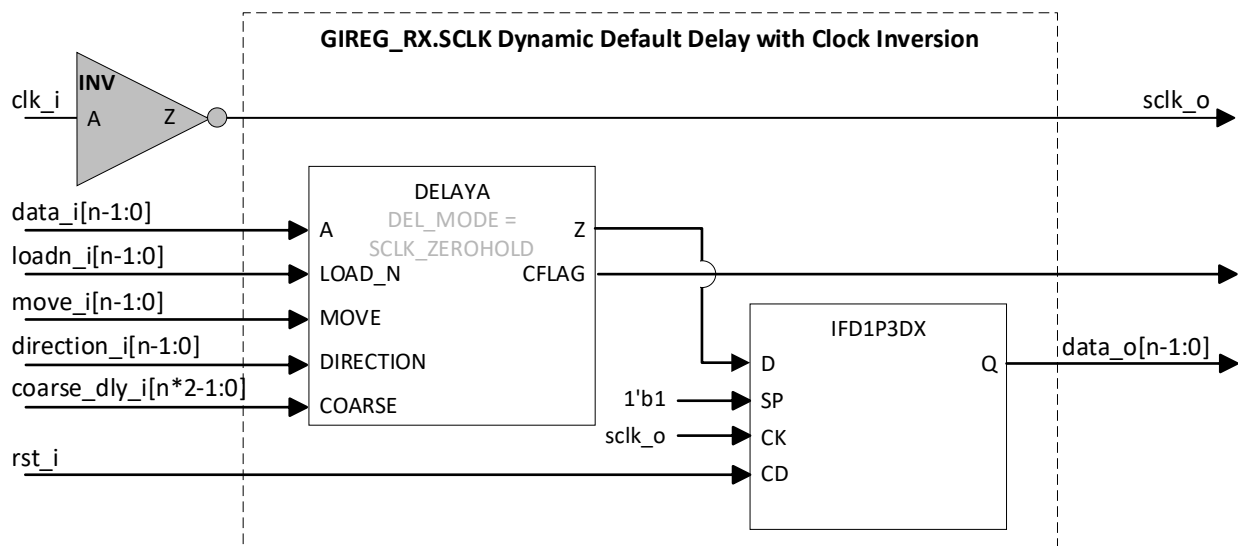 GIREG_RX.SCLK Dynamic Default Delay with Clock Inversion
INV
clk_i
A
Z
sclk_o
DELAYA
DEL_MODE =
SCLK_ZEROHOLD
data_i[n-1:0]
A
Z
loadn_i[n-1:0]
LOAD_N
CFLAG
move_i[n-1:0]
MOVE
direction_i[n-1:0]
DIRECTION
coarse_dly_i[n*2-1:0]
COARSE
IFD1P3DX
D
Q
data_o[n-1:0]
1'b1
SP
sclk_o
CK
rst_i
CD